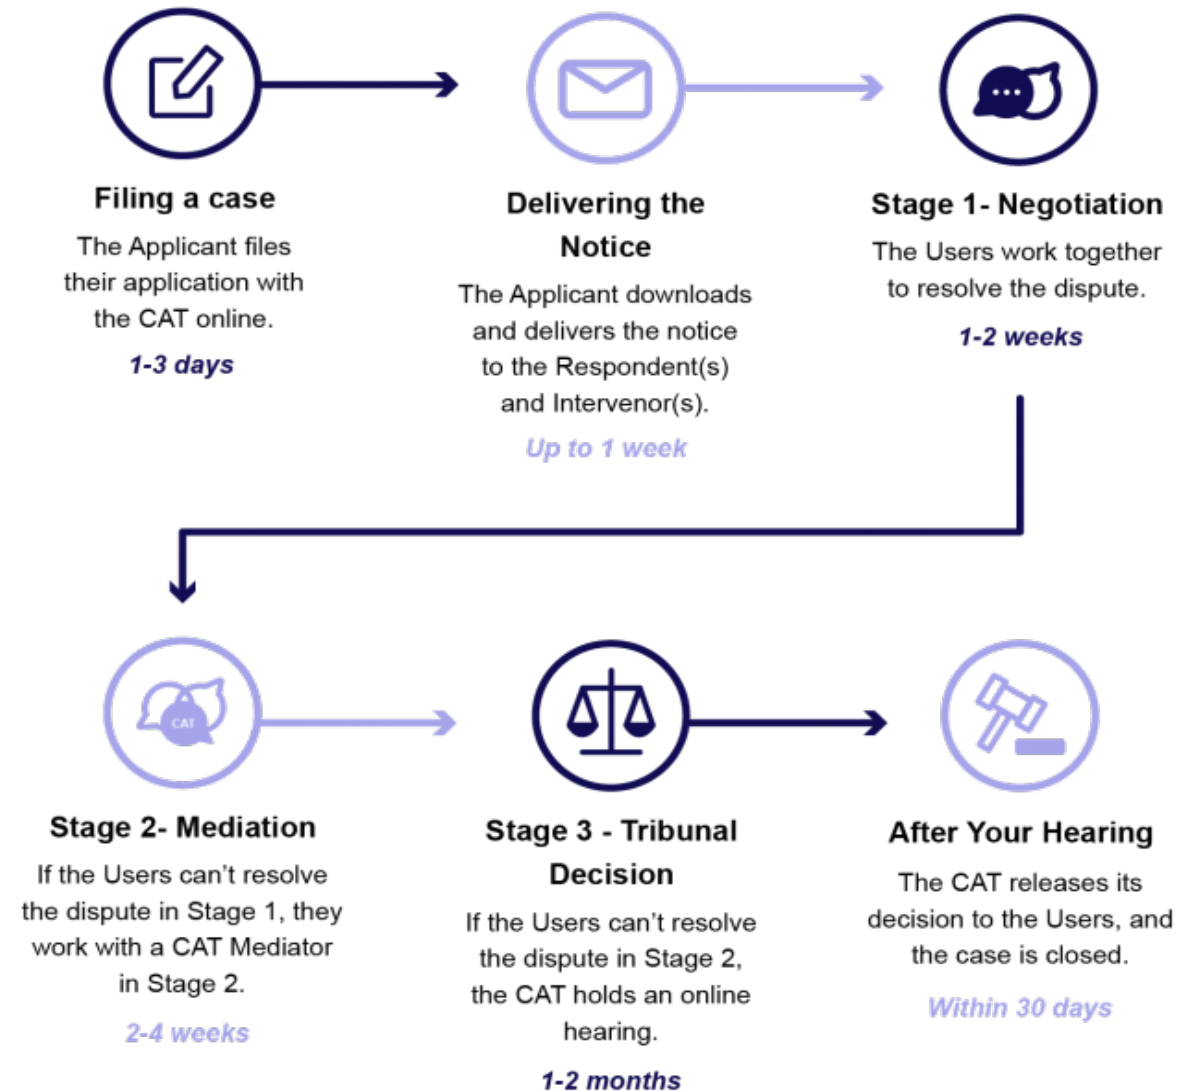 Filing a case
The Applicant files
their application with
the CAT online.
1-3 days
Delivering the
Notice
The Applicant downloads
and delivers the notice
to the Respondent(s)
and Intervenor(s).
Up to 1 week
Stage 1- Negotiation
The Users work together
to resolve the dispute.
1-2 weeks
CAT
Stage 2- Mediation
If the Users can’t resolve
the dispute in Stage 1, they
work with a CAT Mediator
in Stage 2.
2-4 weeks
Stage 3 - Tribunal
Decision
If the Users can’t resolve
the dispute in Stage 2,
the CAT holds an online
hearing.
1-2 months
After Your Hearing
The CAT releases its
decision to the Users, and
the case is closed.
Within 30 days